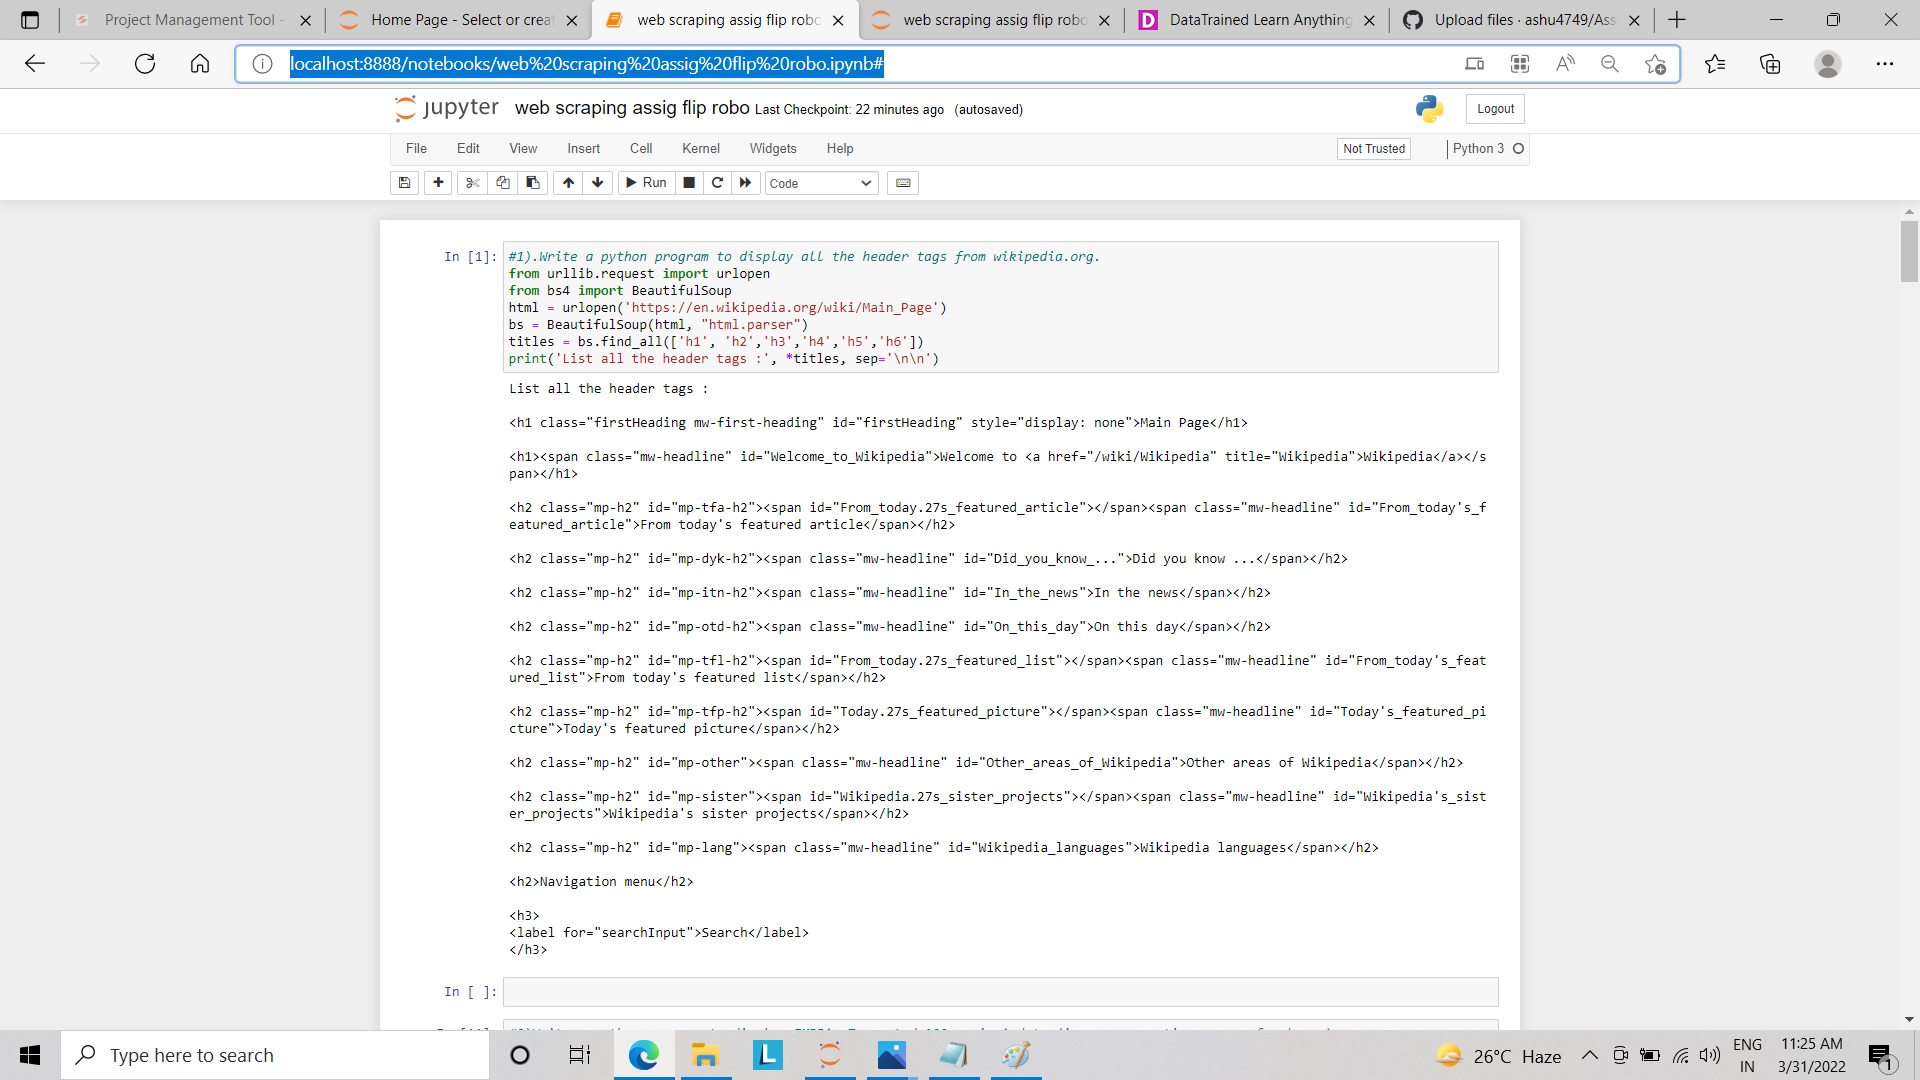 Project Management Tool -
Home Page - Select or creat
web scraping assig flip robo
web scraping assig flip robo
DataTrained Learn Anything
Upload files · ashu4749/Ass
localhost:8888/notebooks/web%20scraping%20assig%20flip%20robo.ipynb#
jupyter web scraping assig flip robo Last Checkpoint: 22 minutes ago (autosaved)
Logout
File Edit View Insert Cell Kernel Widgets Help
Not Trusted
Python 3
Run
Code
In [1]: #1).Write a python program to display all the header tags from wikipedia.org.
from urllib.request import urlopen
from bs4 import BeautifulSoup
html = urlopen('https://en.wikipedia.org/wiki/Main_Page')
bs = BeautifulSoup(html, "html.parser")
titles = bs.find_all(['h1', 'h2','h3','h4','h5','h6'])
print('List all the header tags :', *titles, sep='\n\n')
List all the header tags :
<h1 class="firstHeading mw-first-heading" id="firstHeading" style="display: none">Main Page</h1>
<h1><span class="mw-headline" id="Welcome_to_Wikipedia">Welcome to <a href="/wiki/Wikipedia" title="Wikipedia">Wikipedia</a></s
pan></h1>
<h2 class="mp-h2" id="mp-tfa-h2"><span id="From_today.27s_featured_article"></span><span class="mw-headline" id="From_today's_f
eatured_article">From today's featured article</span></h2>
<h2 class="mp-h2" id="mp-dyk-h2"><span class="mw-headline" id="Did_you_know_...">Did you know ...</span></h2>
<h2 class="mp-h2" id="mp-itn-h2"><span class="mw-headline" id="In_the_news">In the news</span></h2>
<h2 class="mp-h2" id="mp-otd-h2"><span class="mw-headline" id="On_this_day">On this day</span></h2>
<h2 class="mp-h2" id="mp-tfl-h2"><span id="From_today.27s_featured_list"></span><span class="mw-headline" id="From_today's_feat
ured_list">From today's featured list</span></h2>
<h2 class="mp-h2" id="mp-tfp-h2"><span id="Today.27s_featured_picture"></span><span class="mw-headline" id="Today's_featured_pi
cture">Today's featured picture</span></h2>
<h2 class="mp-h2" id="mp-other"><span class="mw-headline" id="Other_areas_of_Wikipedia">Other areas of Wikipedia</span></h2>
<h2 class="mp-h2" id="mp-sister"><span id="Wikipedia.27s_sister_projects"></span><span class="mw-headline" id="Wikipedia's_sist
er_projects">Wikipedia's sister projects</span></h2>
<h2 class="mp-h2" id="mp-lang"><span class="mw-headline" id="Wikipedia_languages">Wikipedia languages</span></h2>
<h2>Navigation menu</h2>
<h3>
<label for="searchInput">Search</label>
</h3>
In [ ]:
Type here to search
26°C Haze
ENG
IN
11:25 AM
3/31/2022
1